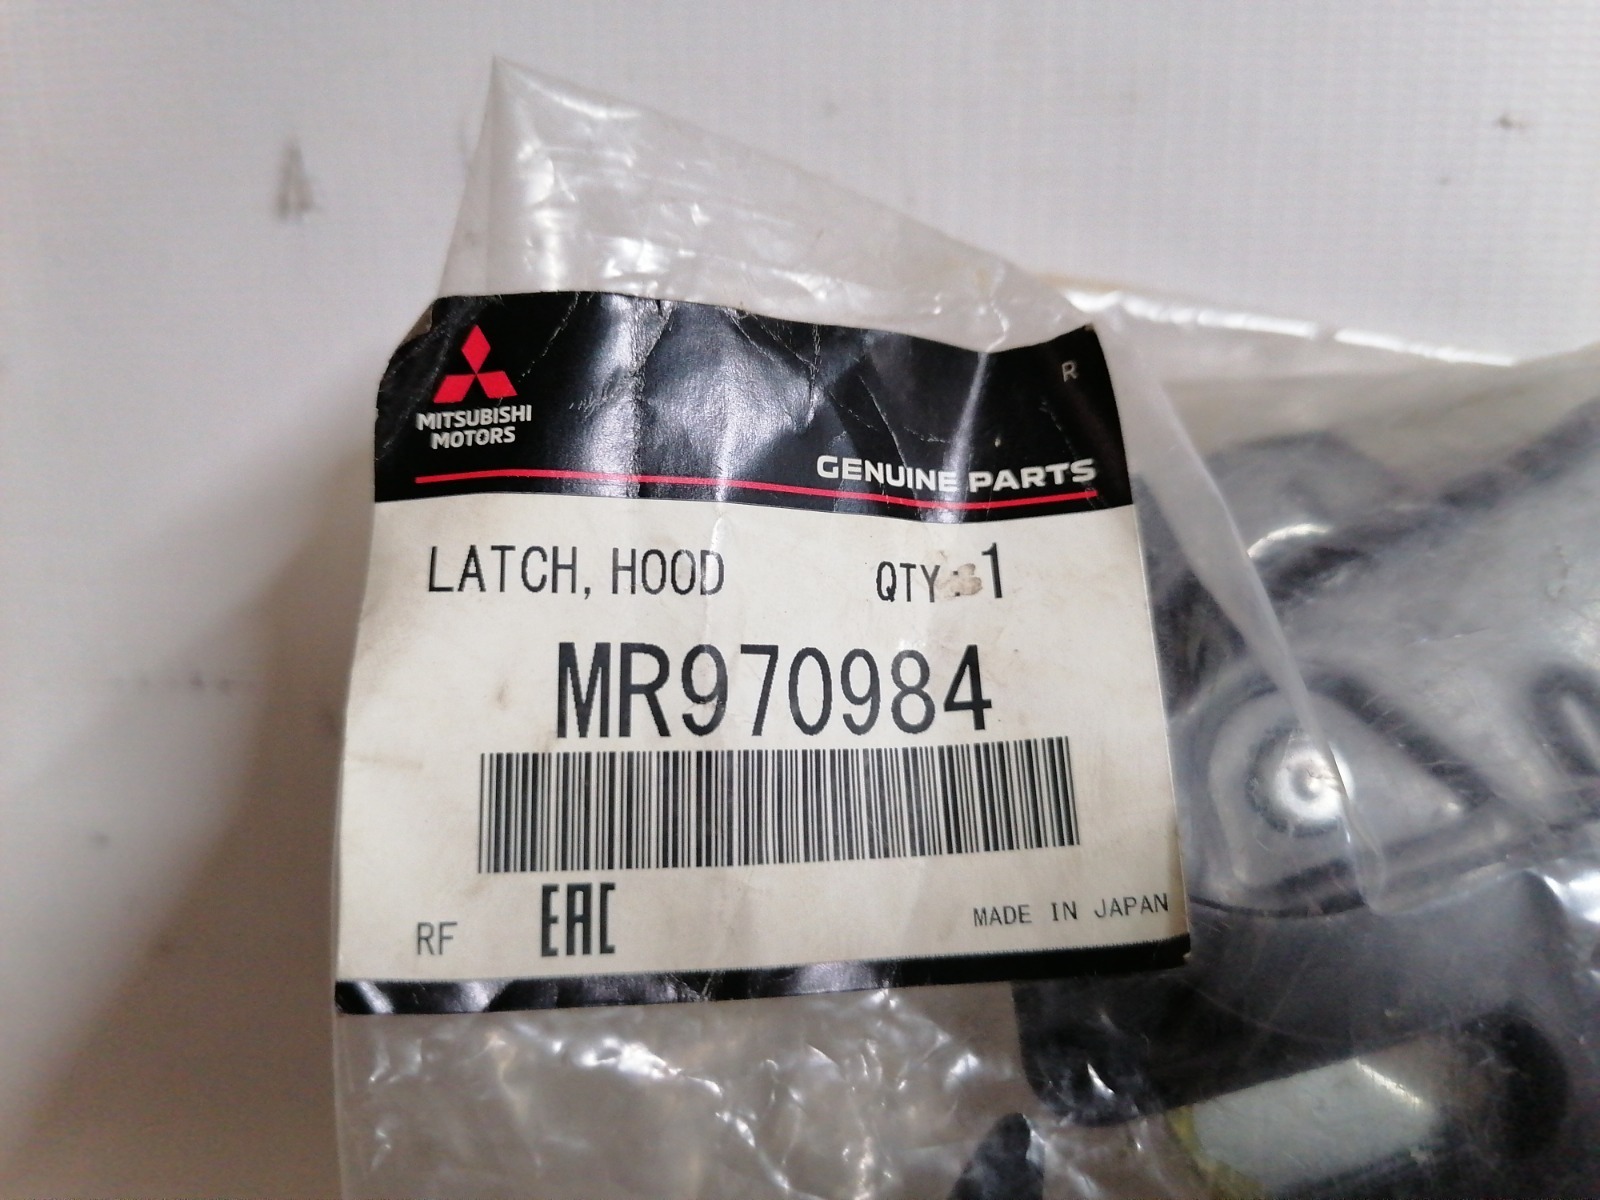 R
MITSUBISHI
MOTORS
GENUINE PARTS
LATCH, HOOD QTY : 1
MR970984
RF EAC MADE IN JAPAN